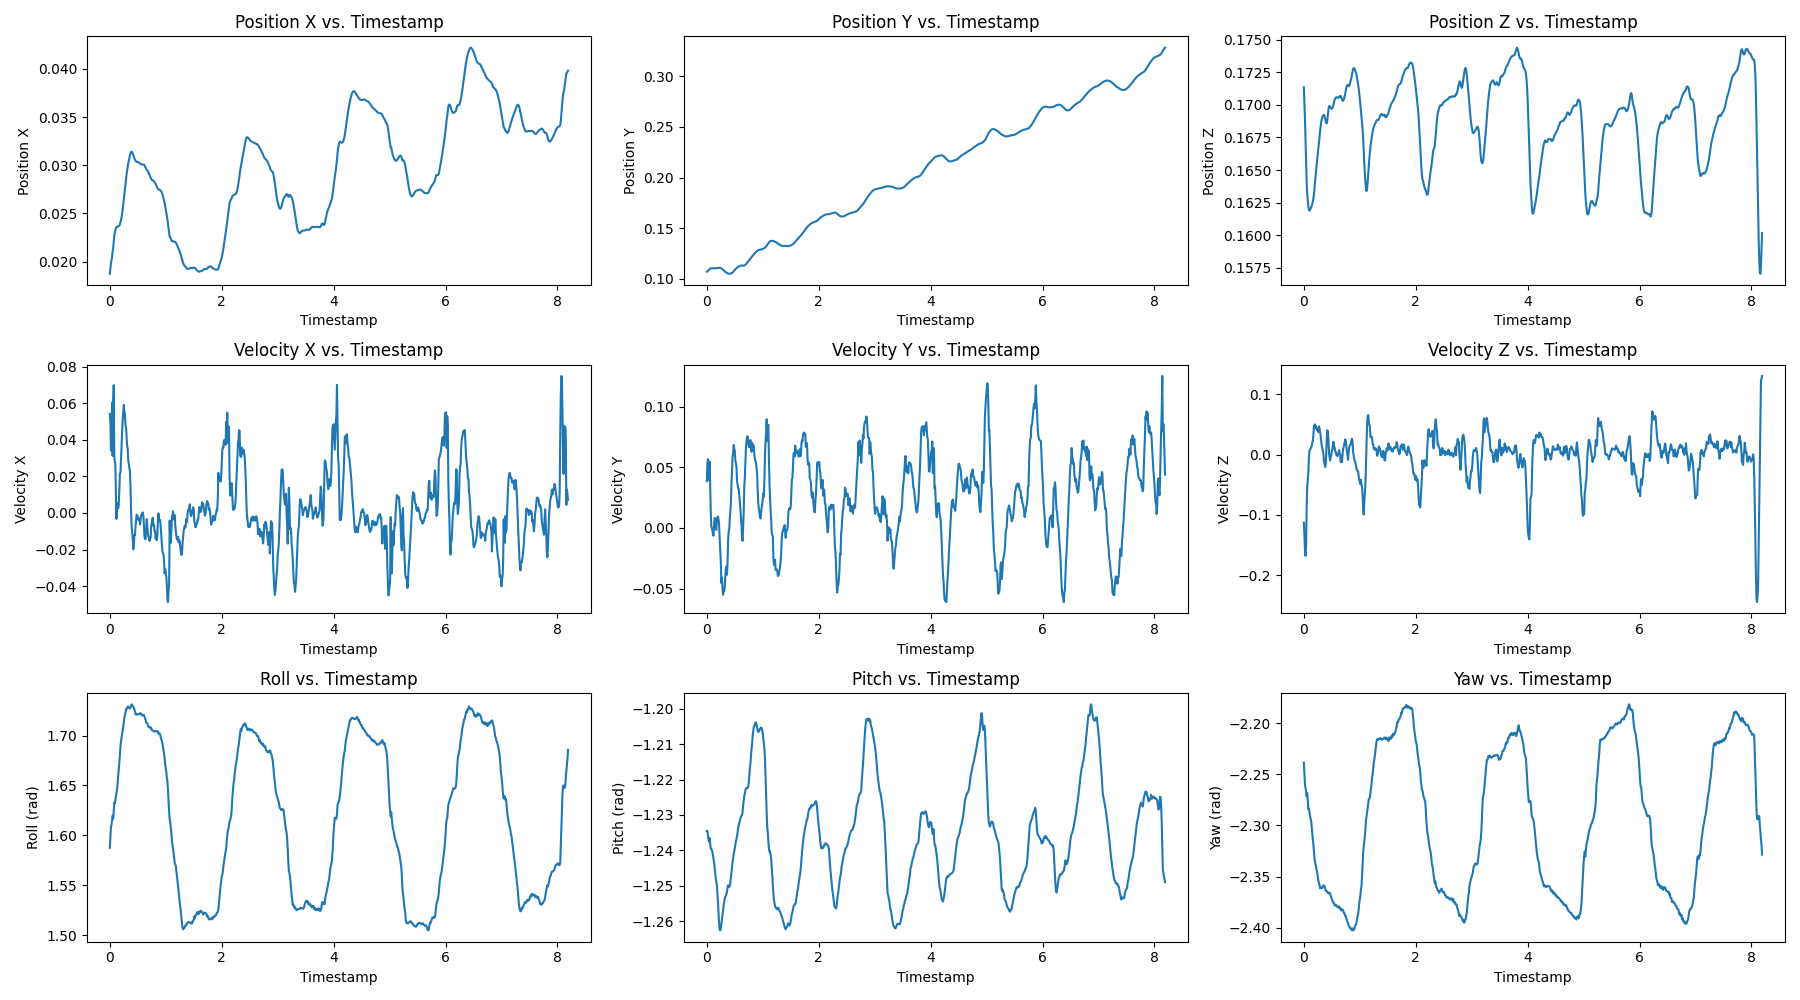 Position X vs. Timestamp
Position X
0.040
0.035
0.030
0.025
0.020
0 2 4 6 8
Timestamp
Position Y vs. Timestamp
Position Y
0.30
0.25
0.20
0.15
0.10
0 2 4 6 8
Timestamp
Position Z vs. Timestamp
Position Z
0.1750
0.1725
0.1700
0.1675
0.1650
0.1625
0.1600
0.1575
0 2 4 6 8
Timestamp
Velocity X vs. Timestamp
Velocity X
0.08
0.06
0.04
0.02
0.00
−0.02
−0.04
0 2 4 6 8
Timestamp
Velocity Y vs. Timestamp
Velocity Y
0.10
0.05
0.00
−0.05
0 2 4 6 8
Timestamp
Velocity Z vs. Timestamp
Velocity Z
0.1
0.0
−0.1
−0.2
0 2 4 6 8
Timestamp
Roll vs. Timestamp
Roll (rad)
1.70
1.65
1.60
1.55
1.50
0 2 4 6 8
Timestamp
Pitch vs. Timestamp
Pitch (rad)
−1.20
−1.21
−1.22
−1.23
−1.24
−1.25
−1.26
0 2 4 6 8
Timestamp
Yaw vs. Timestamp
Yaw (rad)
−2.20
−2.25
−2.30
−2.35
−2.40
0 2 4 6 8
Timestamp